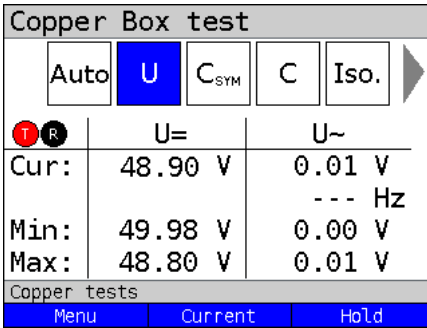 Copper Box test
Auto U CSYM C Iso.
T R U= U~
Cur: 48.90 V 0.01 V
--- Hz
Min: 49.98 V 0.00 V
Max: 48.80 V 0.01 V
Copper tests
Menu Current Hold